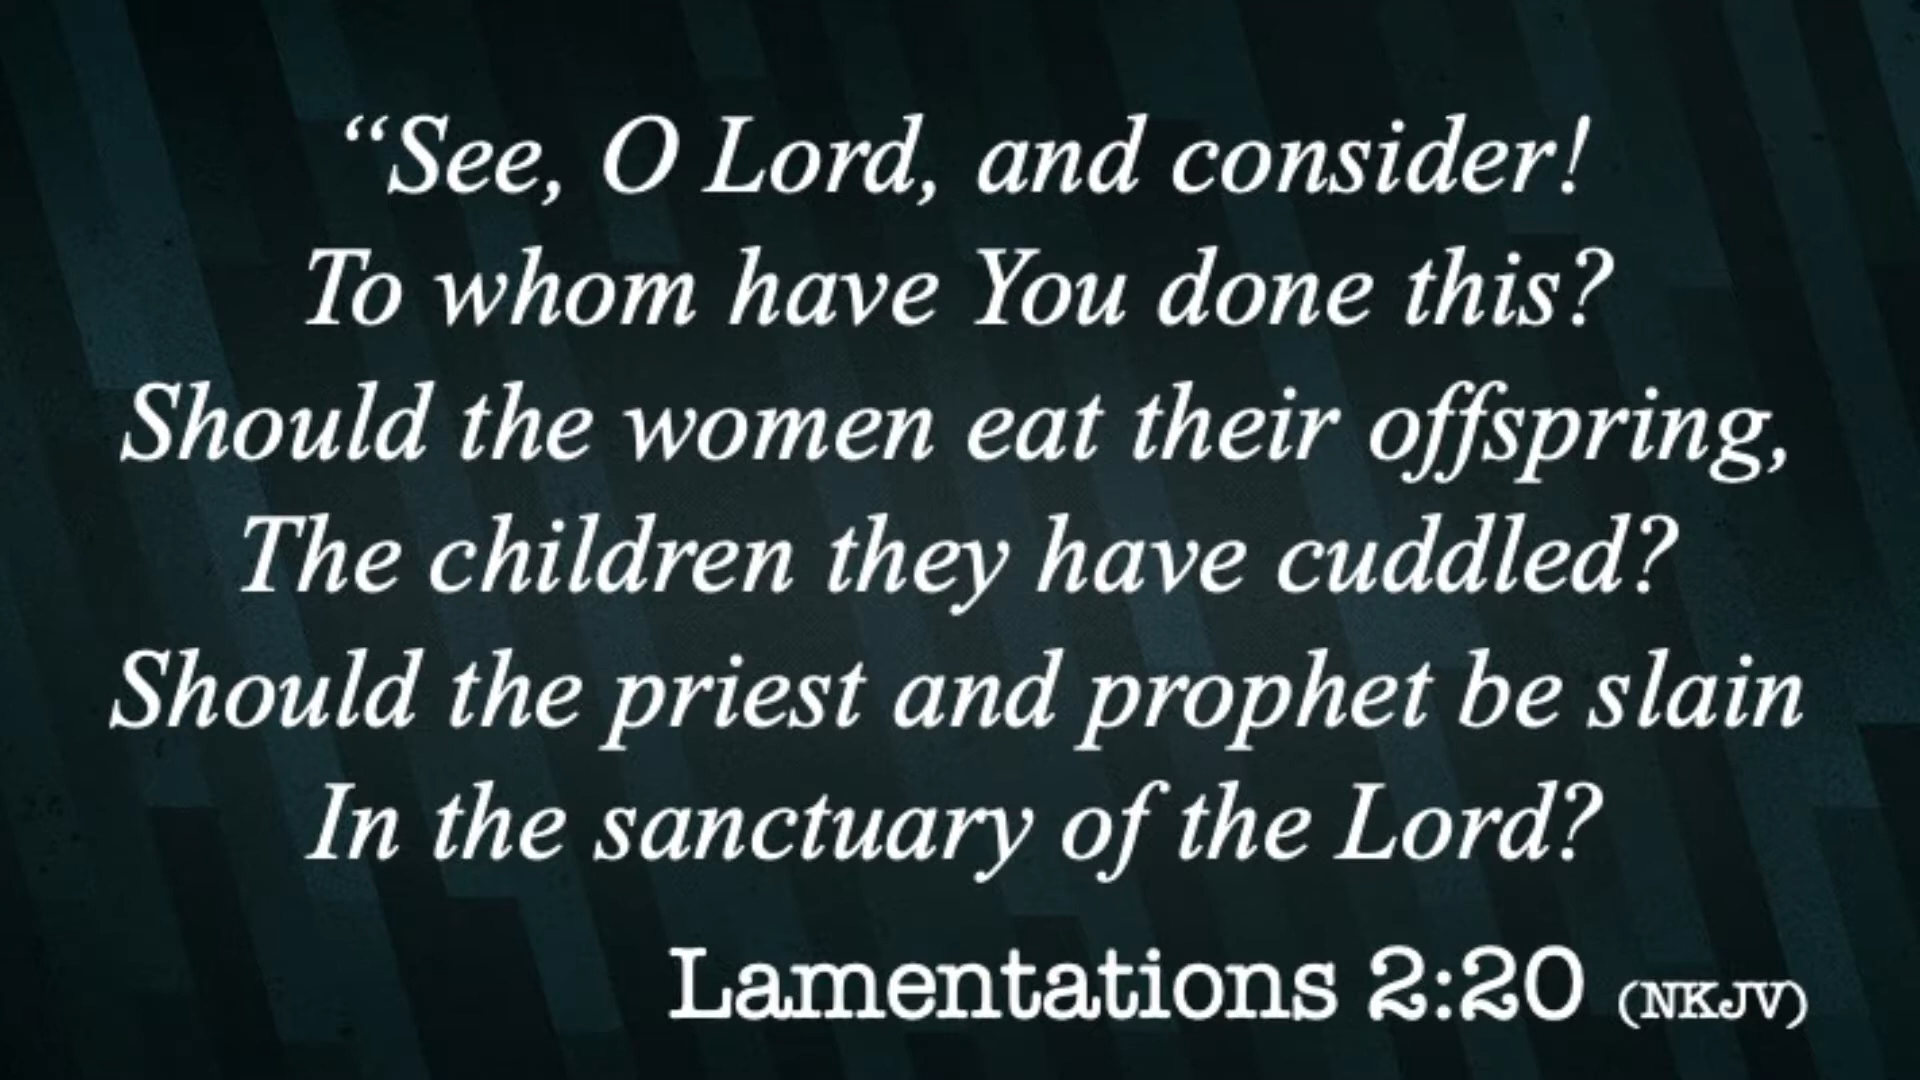 “See, O Lord, and consider!
To whom have You done this?
Should the women eat their offspring,
The children they have cuddled?
Should the priest and prophet be slain
In the sanctuary of the Lord?
Lamentations 2:20 (NKJV)